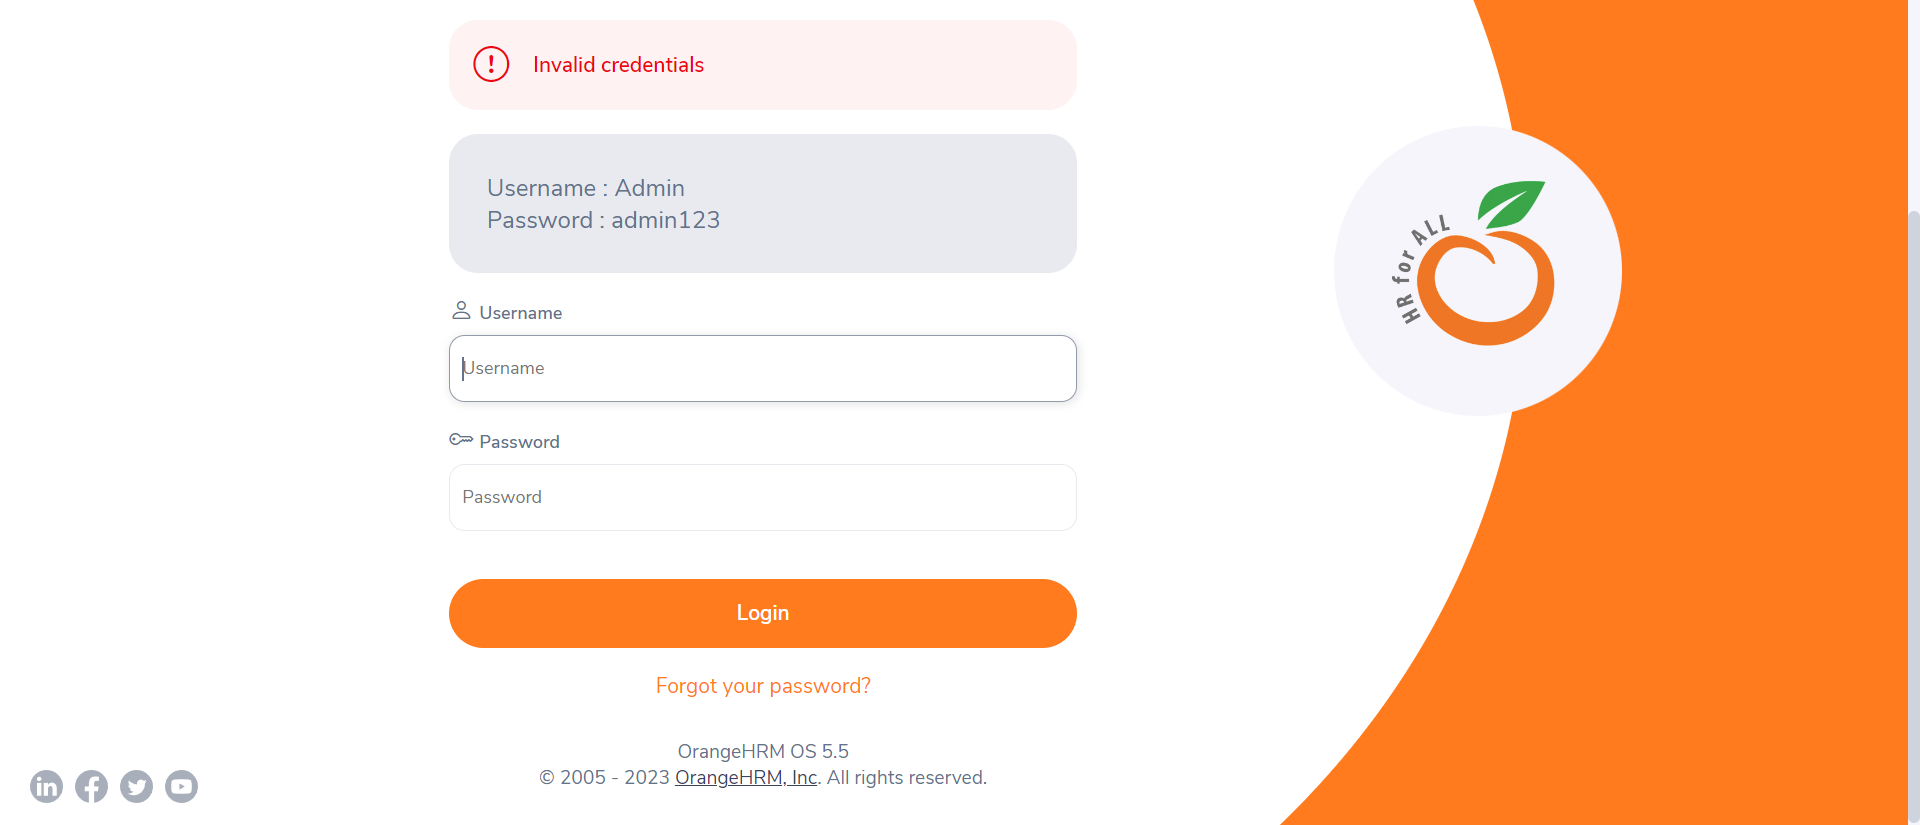 Invalid credentials
Username : Admin
Password : admin123
Username
Username
Password
Password
Login
Forgot your password?
OrangeHRM OS 5.5
© 2005 - 2023 OrangeHRM, Inc. All rights reserved.
HR for ALL